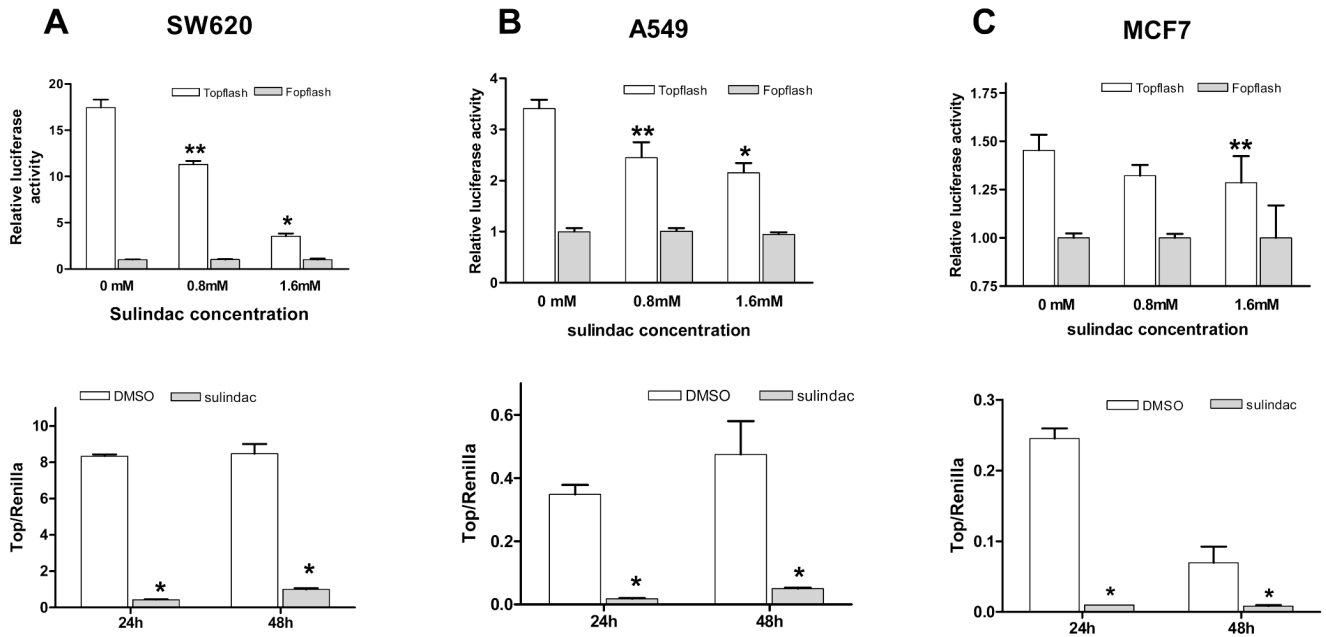 A SW620
Relative luciferase
activity
Topflash Fopflash
20
15
10
5
0
** *
0 mM 0.8mM 1.6mM
Sulindac concentration
B A549
Relative luciferase activity
Topflash Fopflash
4
3
2
1
0
** *
0 mM 0.8mM 1.6mM
sulindac concentration
C MCF7
Relative luciferase activity
Topflash Fopflash
1.75
1.50
1.25
1.00
0.75
**
0 mM 0.8mM 1.6mM
sulindac concentration
Top/Renilla
DMSO sulindac
10
8
6
4
2
0
* *
24h 48h
Top/Renilla
DMSO sulindac
0.6
0.4
0.2
0.0
* *
24h 48h
Top/Renilla
DMSO sulindac
0.3
0.2
0.1
0.0
* *
24h 48h